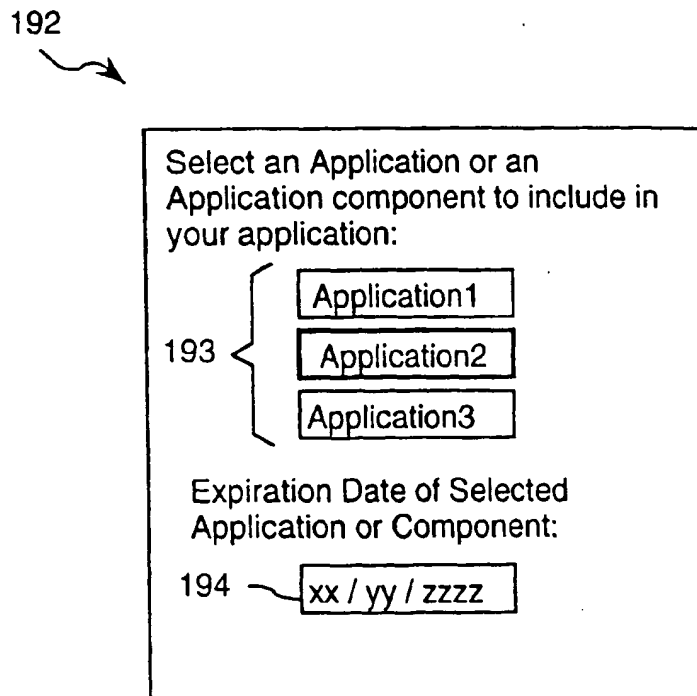 192
Select an Application or an
Application component to include in
your application:
Application1
193
Application2
Application3
Expiration Date of Selected
Application or Component:
194
xx / yy / zzzz